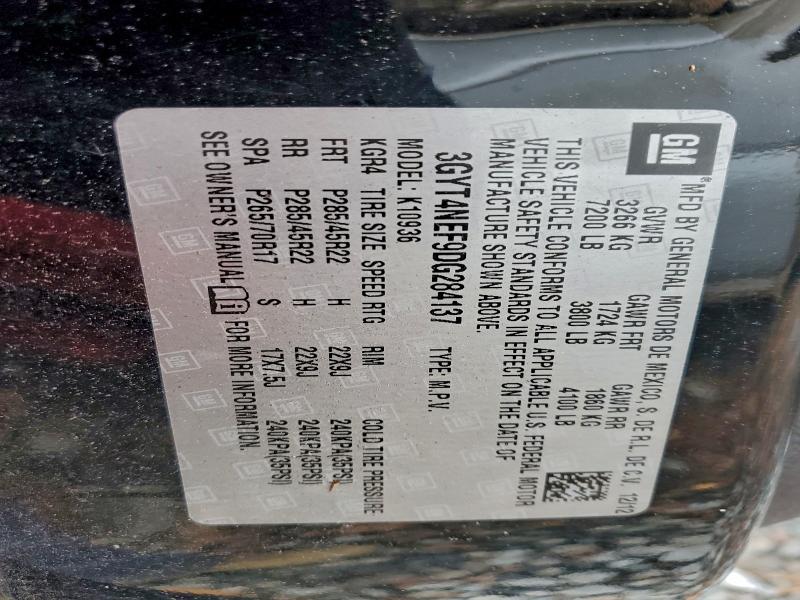 GM
® MFD BY GENERAL MOTORS DE MEXICO, S. DE R.L. DE C.V. 12/12
GVWR GAWR FRT GAWR RR
3266 KG 1724 KG 1860 KG
7200 LB 3800 LB 4100 LB
THIS VEHICLE CONFORMS TO ALL APPLICABLE U.S. FEDERAL MOTOR
VEHICLE SAFETY STANDARDS IN EFFECT ON THE DATE OF
MANUFACTURE SHOWN ABOVE.
3GYT4NEF9DG284137 TYPE: M.P.V.
MODEL: K10936
KCR4 TIRE SIZE SPEED RTG RIM COLD TIRE PRESSURE
FRT P285/45R22 H 22X9J 240KPA(35PSI)
RR P285/45R22 H 22X9J 240KPA(35PSI)
SPA P265/70R17 S 17X7.5J 240KPA(35PSI)
SEE OWNER'S MANUAL FOR MORE INFORMATION.